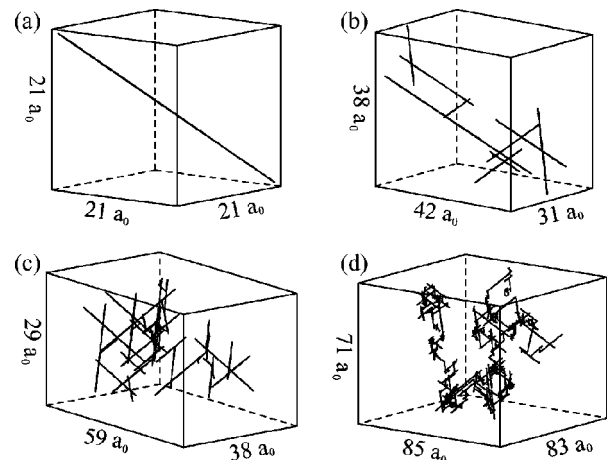 (a)
21 a₀
21 a₀
21 a₀
(b)
38 a₀
42 a₀
31 a₀
(c)
29 a₀
59 a₀
38 a₀
(d)
71 a₀
85 a₀
83 a₀